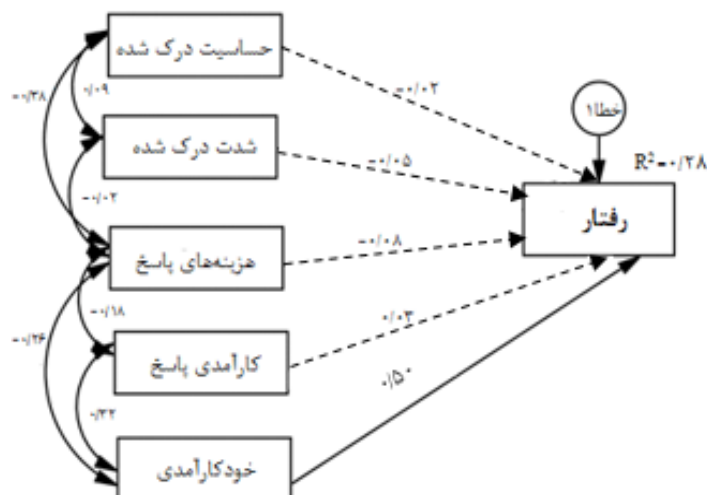 حساسیت درک شده
-۰/۰۲
-۰/۳۸
۰/۰۹
خطا۱
شدت درک شده
-۰/۰۵
R²=۰/۲۸
رفتار
-۰/۰۲
هزینه‌های پاسخ
-۰/۰۸
-۰/۱۸
-۰/۲۶
کارآمدی پاسخ
۰/۰۳
۰/۵۰
۰/۳۲
خودکارآمدی